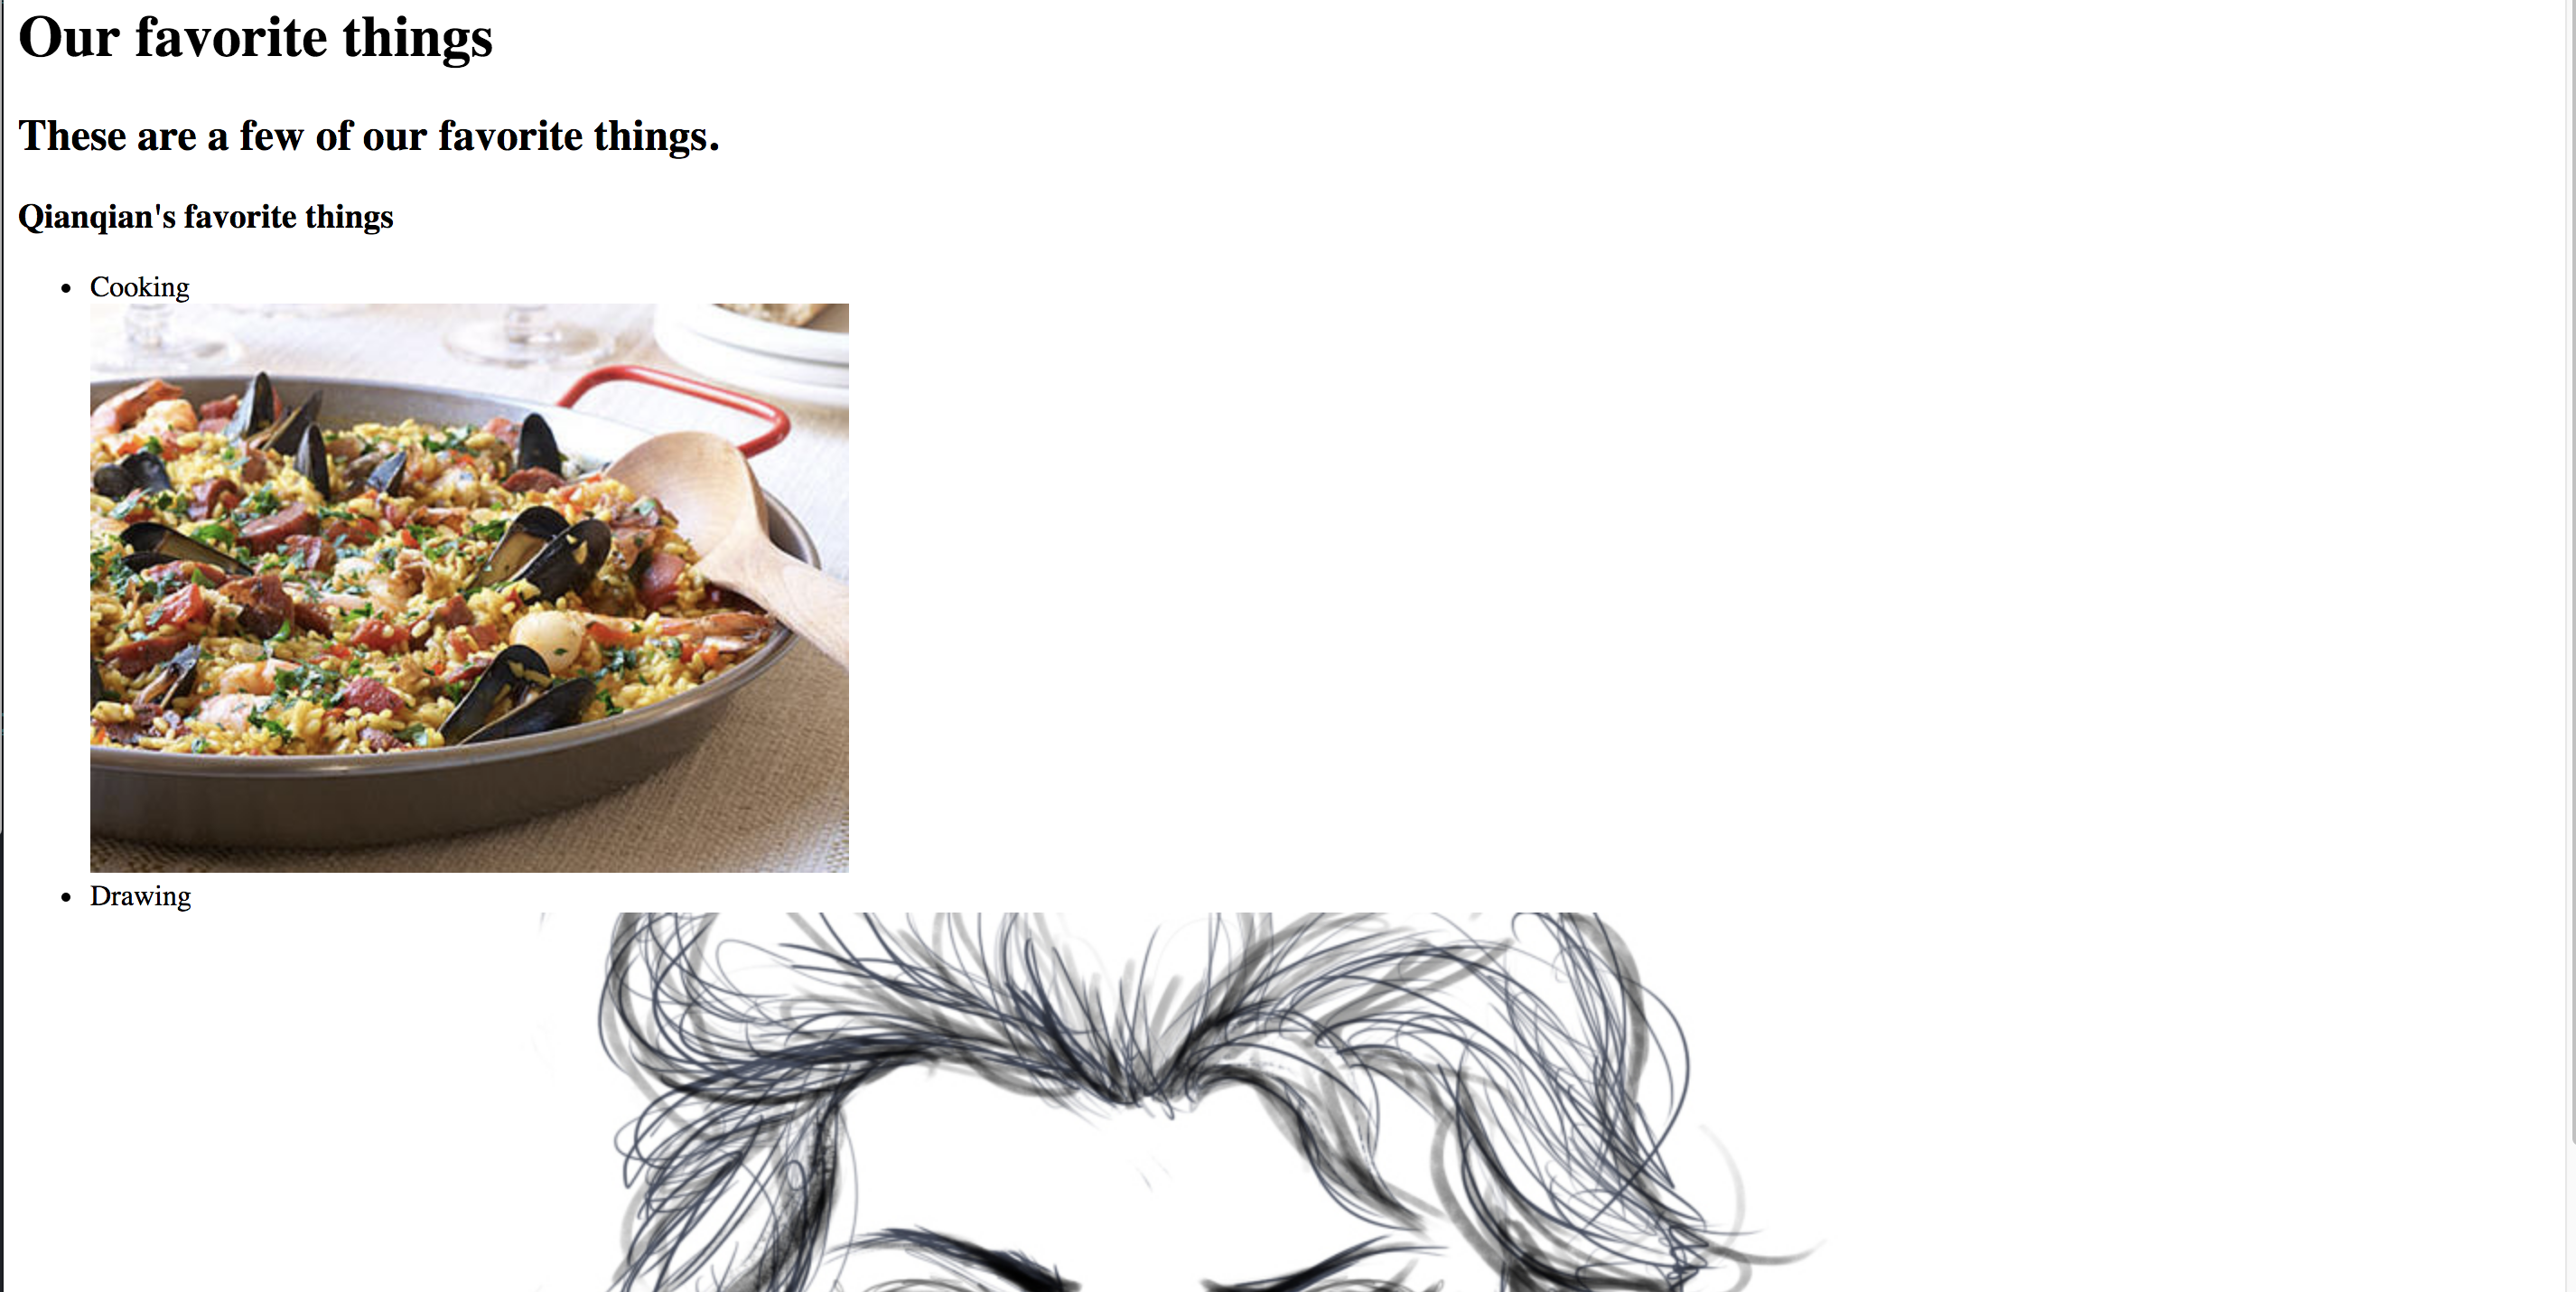 Our favorite things
These are a few of our favorite things.
Qianqian's favorite things
Cooking
Drawing